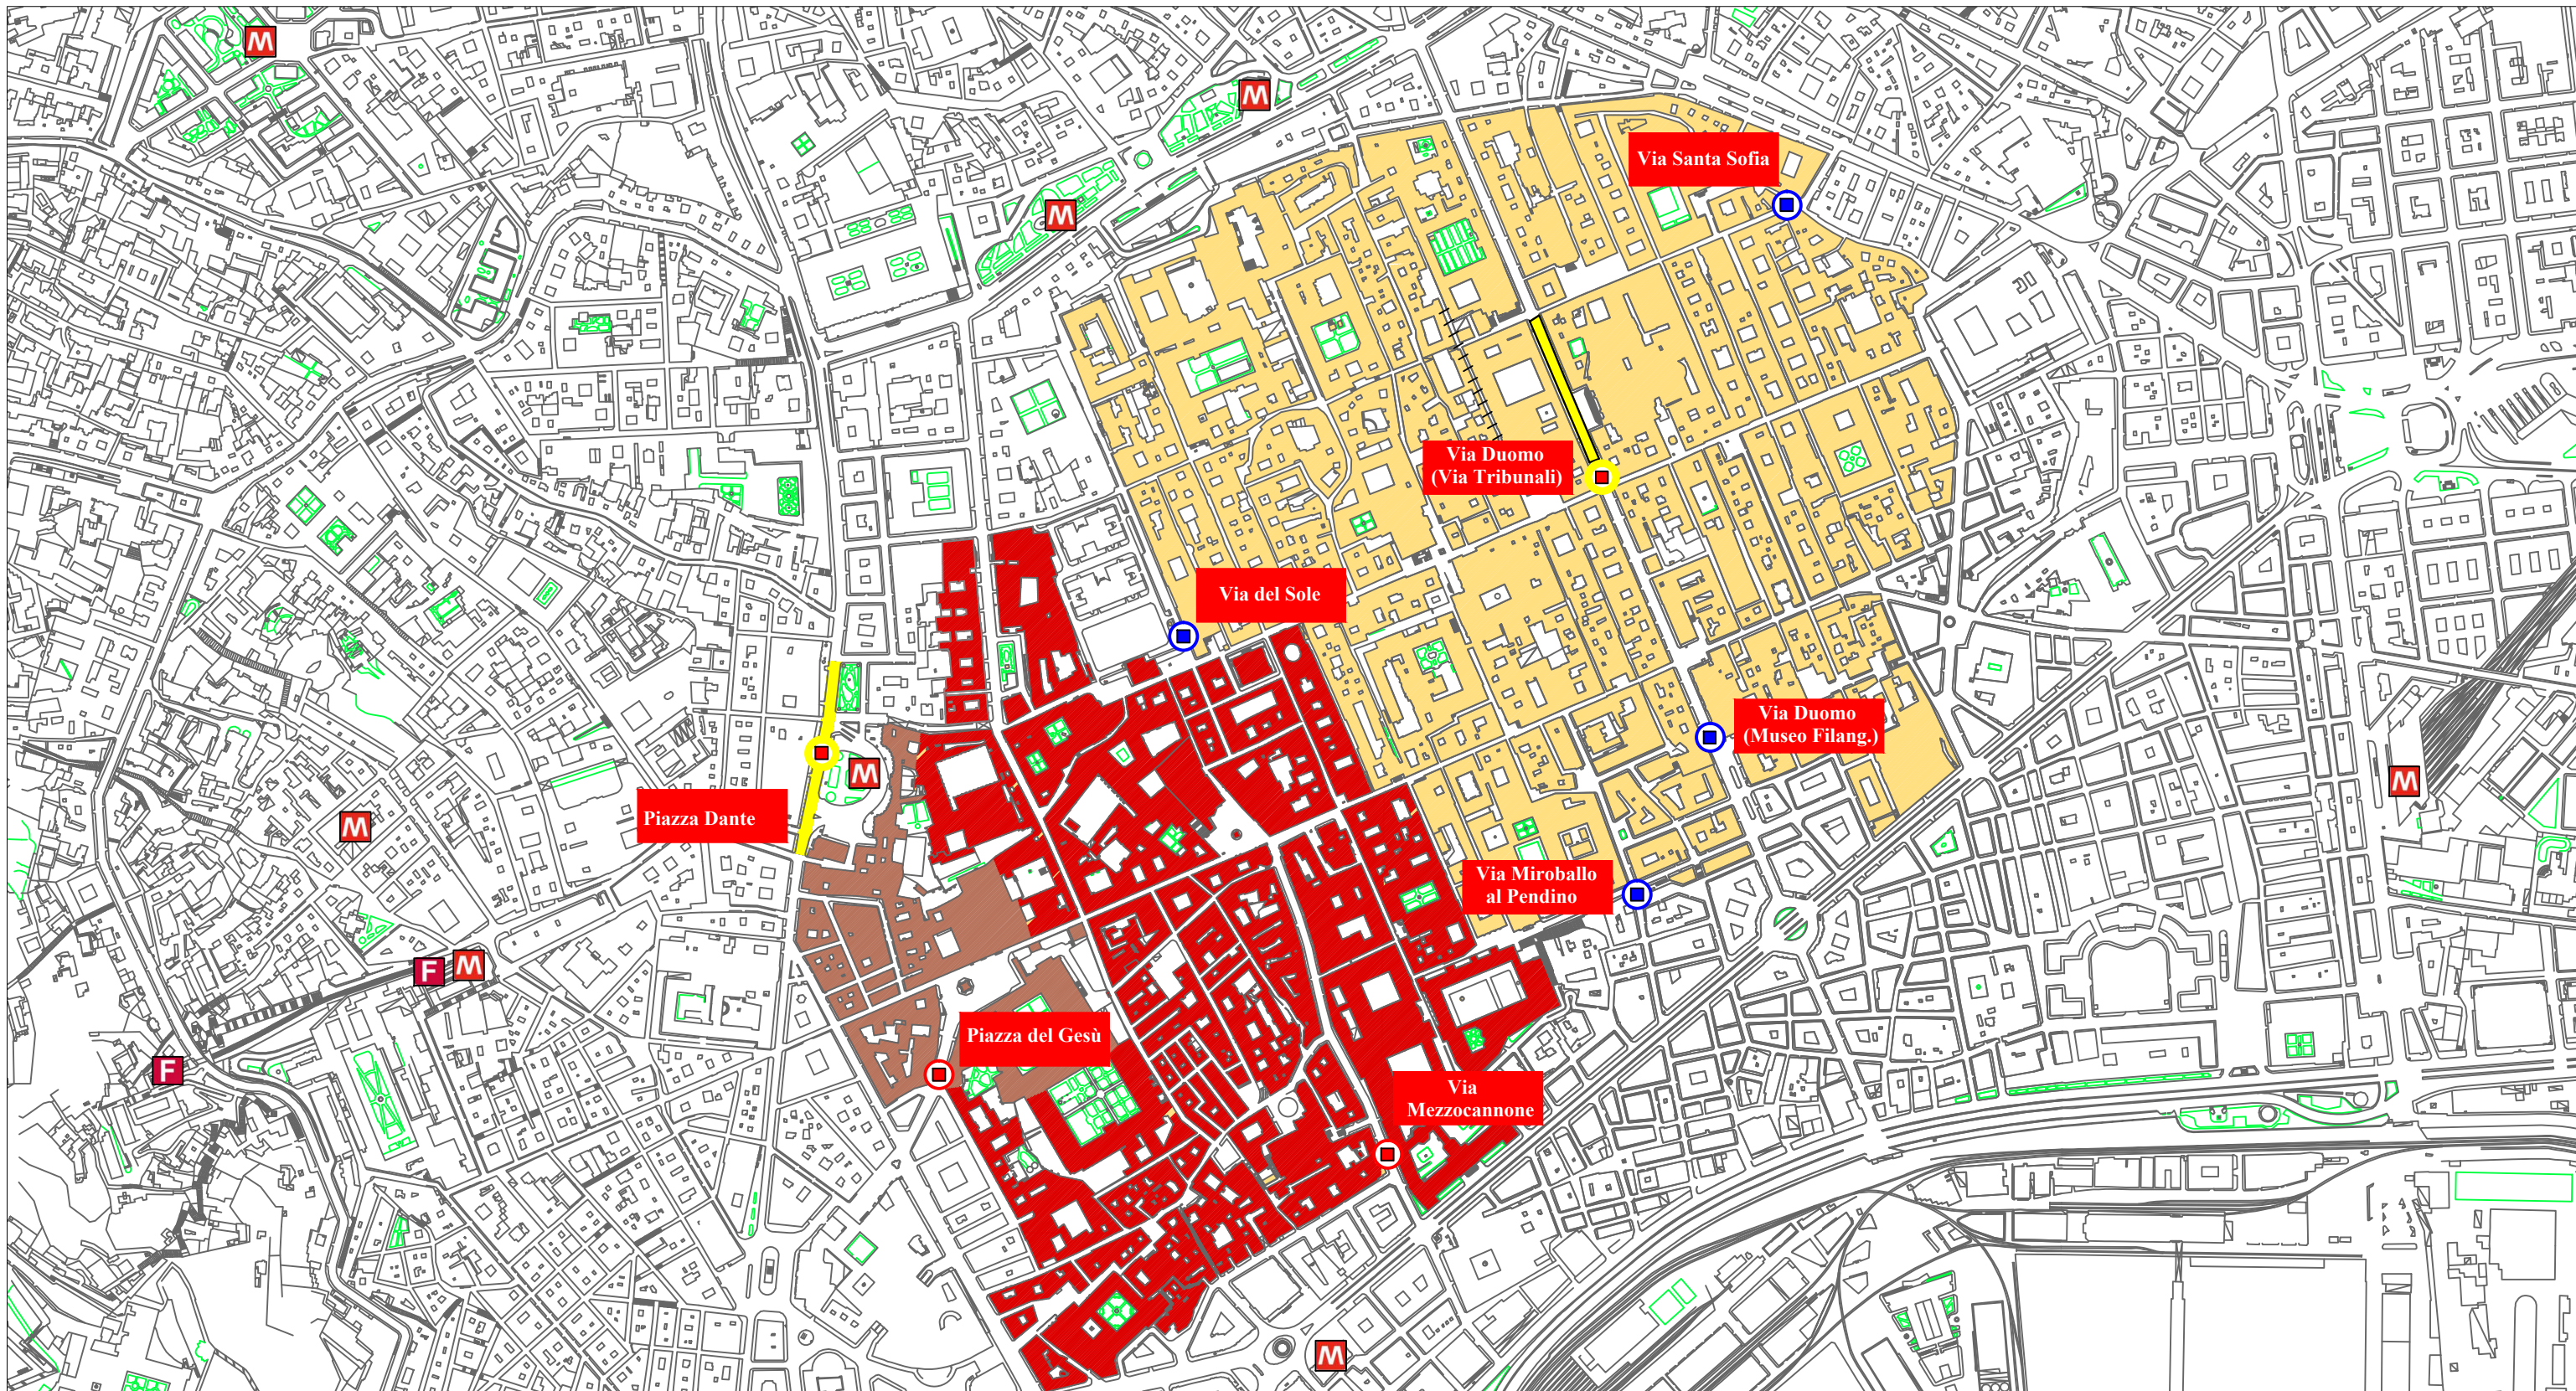 M
M
Via Santa Sofia
M
Via Duomo
(Via Tribunali)
Via del Sole
Via Duomo
(Museo Filang.)
M
M
Piazza Dante
M
Via Miroballo
al Pendino
F
M
Piazza del Gesù
F
Via
Mezzocannone
M